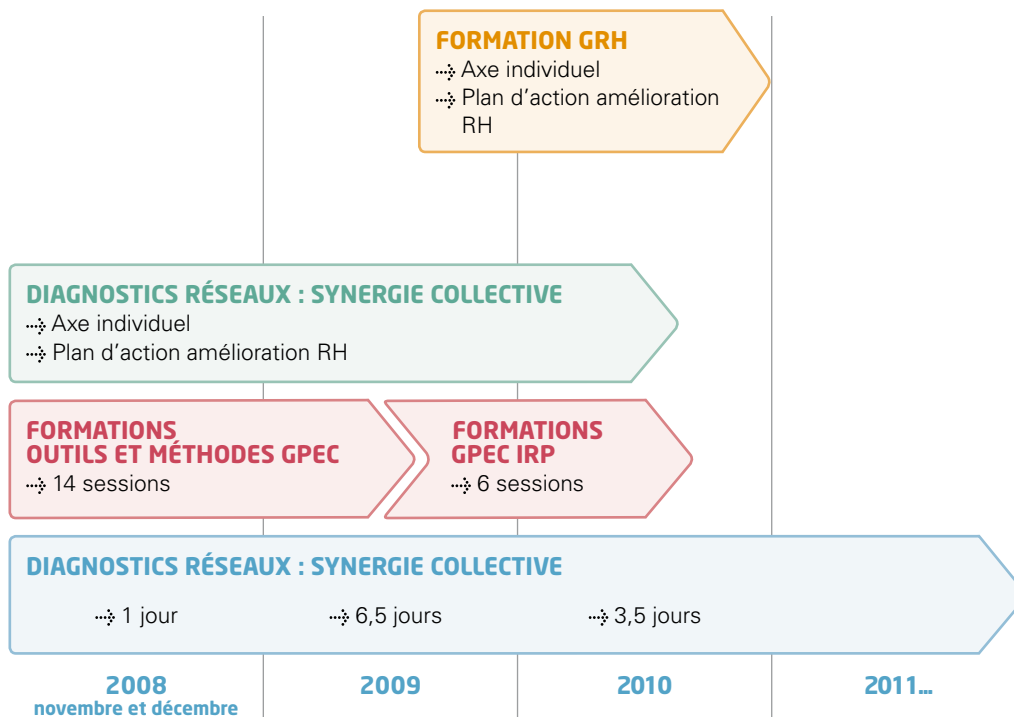 FORMATION GRH
Axe individuel
Plan d'action amélioration
RH
DIAGNOSTICS RÉSEAUX : SYNERGIE COLLECTIVE
Axe individuel
Plan d'action amélioration RH
FORMATIONS
OUTILS ET MÉTHODES GPEC
14 sessions
FORMATIONS
GPEC IRP
6 sessions
DIAGNOSTICS RÉSEAUX : SYNERGIE COLLECTIVE
1 jour
6,5 jours
3,5 jours
2008
novembre et décembre
2009
2010
2011...